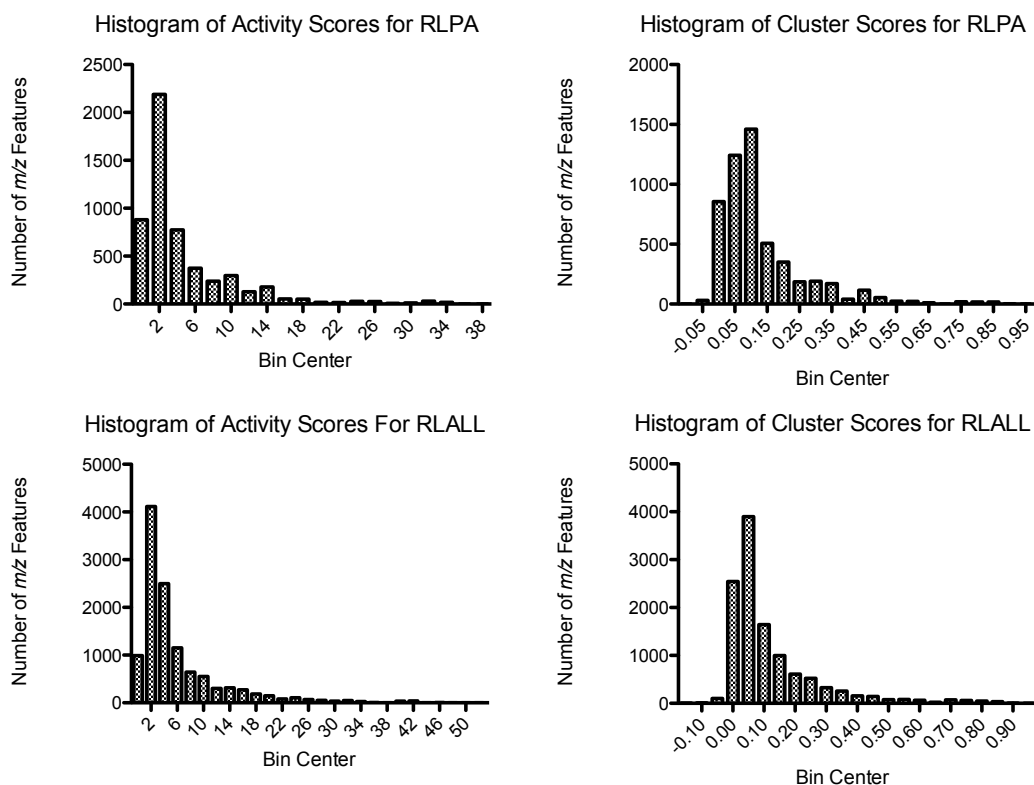 Histogram of Activity Scores for RLPA
Number of m/z Features
2500
2000
1500
1000
500
0
2 6 10 14 18 22 26 30 34 38
Bin Center
Histogram of Cluster Scores for RLPA
Number of m/z Features
2000
1500
1000
500
0
-0.05 0.05 0.15 0.25 0.35 0.45 0.55 0.65 0.75 0.85 0.95
Bin Center
Histogram of Activity Scores For RLALL
Number of m/z Features
5000
4000
3000
2000
1000
0
2 6 10 14 18 22 26 30 34 38 42 46 50
Bin Center
Histogram of Cluster Scores for RLALL
Number of m/z Features
5000
4000
3000
2000
1000
0
-0.10 0.00 0.10 0.20 0.30 0.40 0.50 0.60 0.70 0.80 0.90
Bin Center